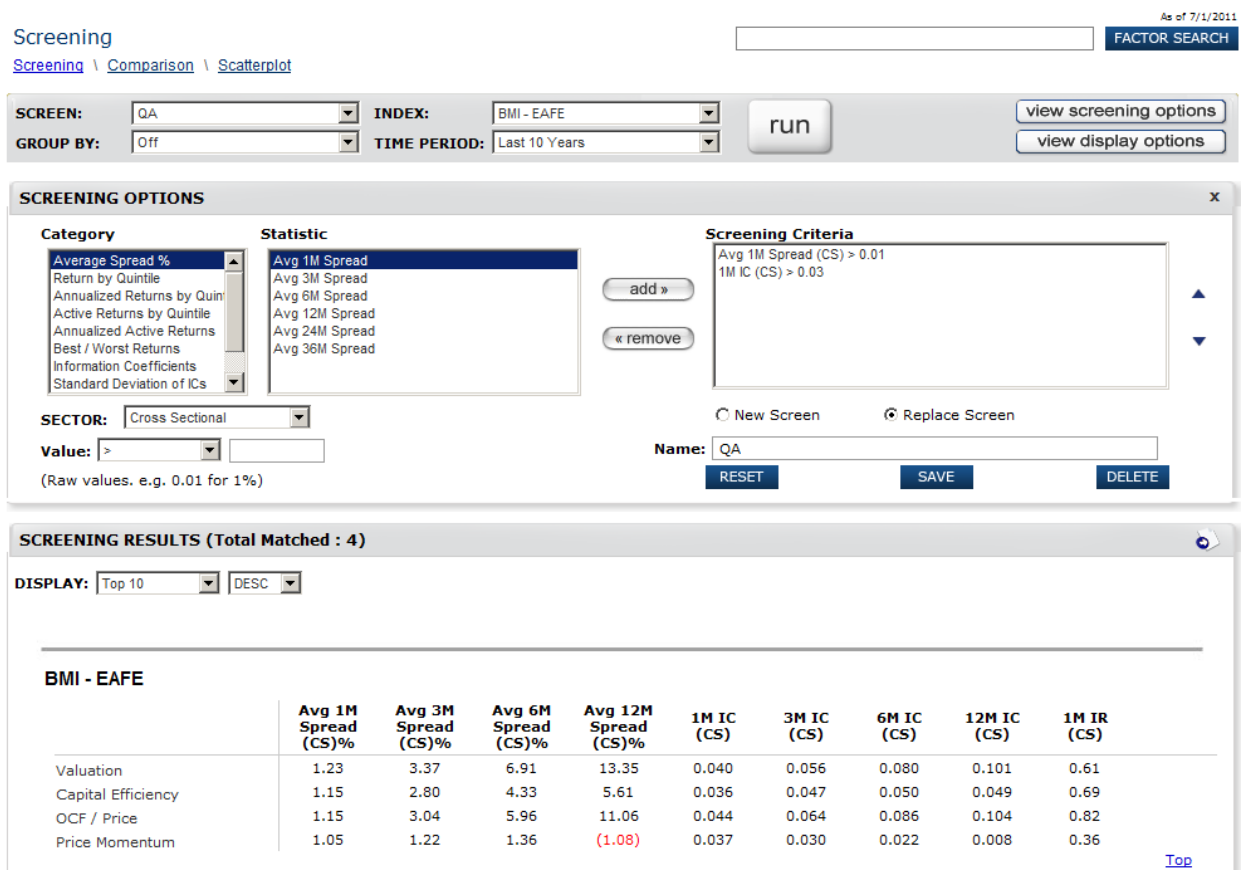 As of 7/1/2011
Screening
FACTOR SEARCH
Screening \ Comparison \ Scatterplot
SCREEN: QA INDEX: BMI - EAFE run view screening options
GROUP BY: Off TIME PERIOD: Last 10 Years view display options
SCREENING OPTIONS x
Category Statistic Screening Criteria
Average Spread % Avg 1M Spread Avg 1M Spread (CS) > 0.01
Return by Quintile Avg 3M Spread 1M IC (CS) > 0.03
Annualized Returns by Quin Avg 6M Spread add »
Active Returns by Quintile Avg 12M Spread
Annualized Active Returns Avg 24M Spread « remove
Best / Worst Returns Avg 36M Spread
Information Coefficients
Standard Deviation of ICs
SECTOR: Cross Sectional New Screen Replace Screen
Value: > Name: QA
(Raw values. e.g. 0.01 for 1%) RESET SAVE DELETE
SCREENING RESULTS (Total Matched : 4)
DISPLAY: Top 10 DESC
BMI - EAFE
Avg 1M Spread (CS)% Avg 3M Spread (CS)% Avg 6M Spread (CS)% Avg 12M Spread (CS)% 1M IC (CS) 3M IC (CS) 6M IC (CS) 12M IC (CS) 1M IR (CS)
Valuation 1.23 3.37 6.91 13.35 0.040 0.056 0.080 0.101 0.61
Capital Efficiency 1.15 2.80 4.33 5.61 0.036 0.047 0.050 0.049 0.69
OCF / Price 1.15 3.04 5.96 11.06 0.044 0.064 0.086 0.104 0.82
Price Momentum 1.05 1.22 1.36 (1.08) 0.037 0.030 0.022 0.008 0.36
Top